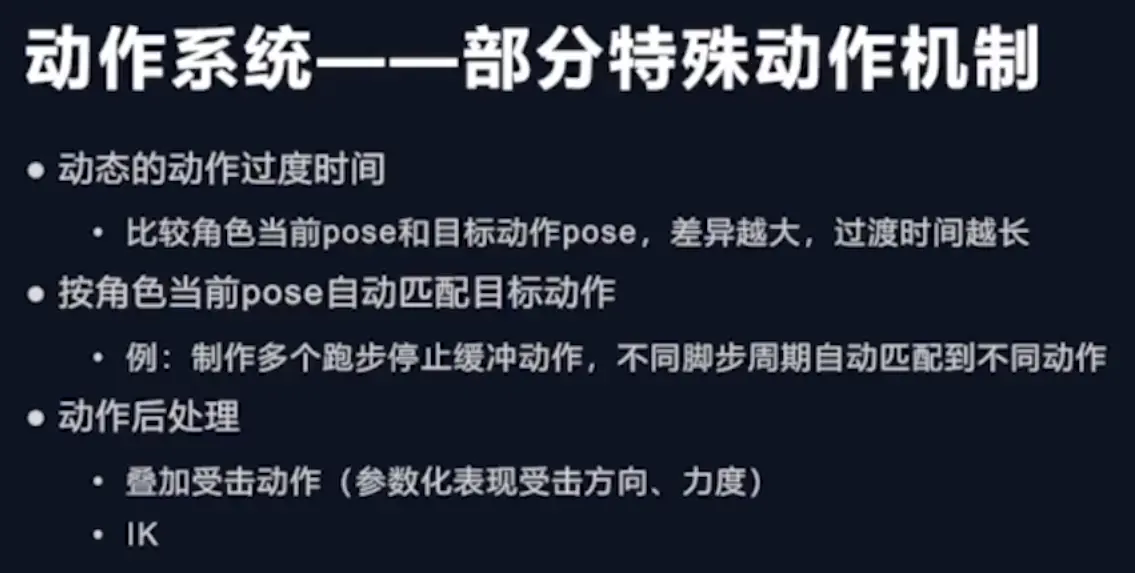 动作系统——部分特殊动作机制
• 动态的动作过度时间
• 比较角色当前pose和目标动作pose，差异越大，过渡时间越长
• 按角色当前pose自动匹配目标动作
• 例：制作多个跑步停止缓冲动作，不同脚步周期自动匹配到不同动作
• 动作后处理
• 叠加受击动作（参数化表现受击方向、力度）
• IK